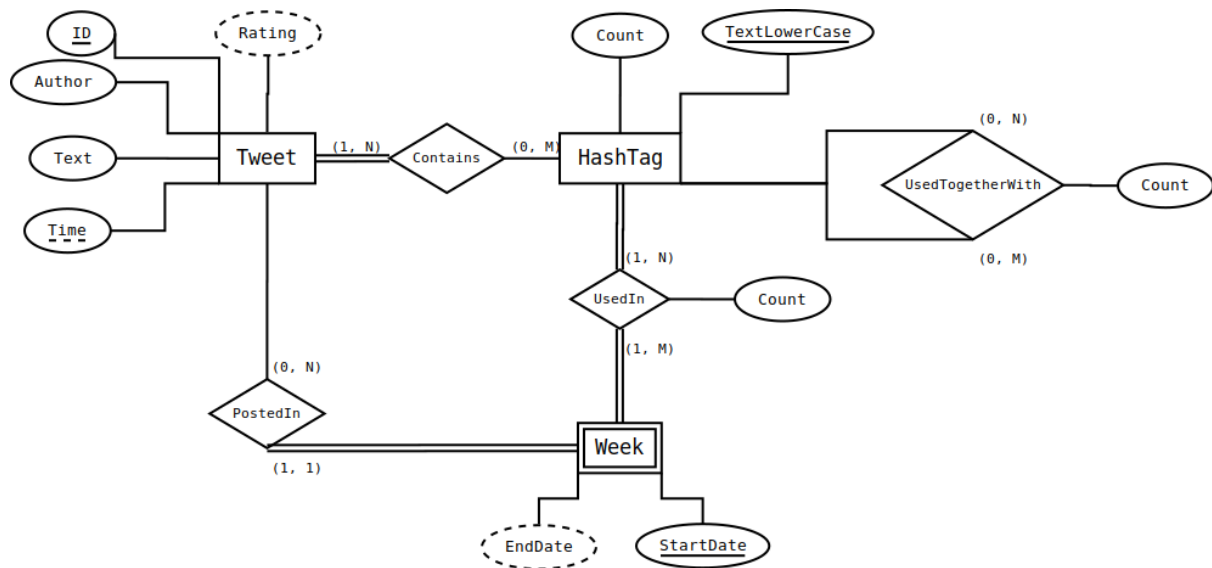 ID
Rating
Count
TextLowerCase
Author
(0, N)
Tweet
(1, N)
Contains
(0, M)
HashTag
Text
UsedTogetherWith
Count
Time
(1, N)
(0, M)
UsedIn
Count
(1, M)
(0, N)
PostedIn
Week
(1, 1)
EndDate
StartDate